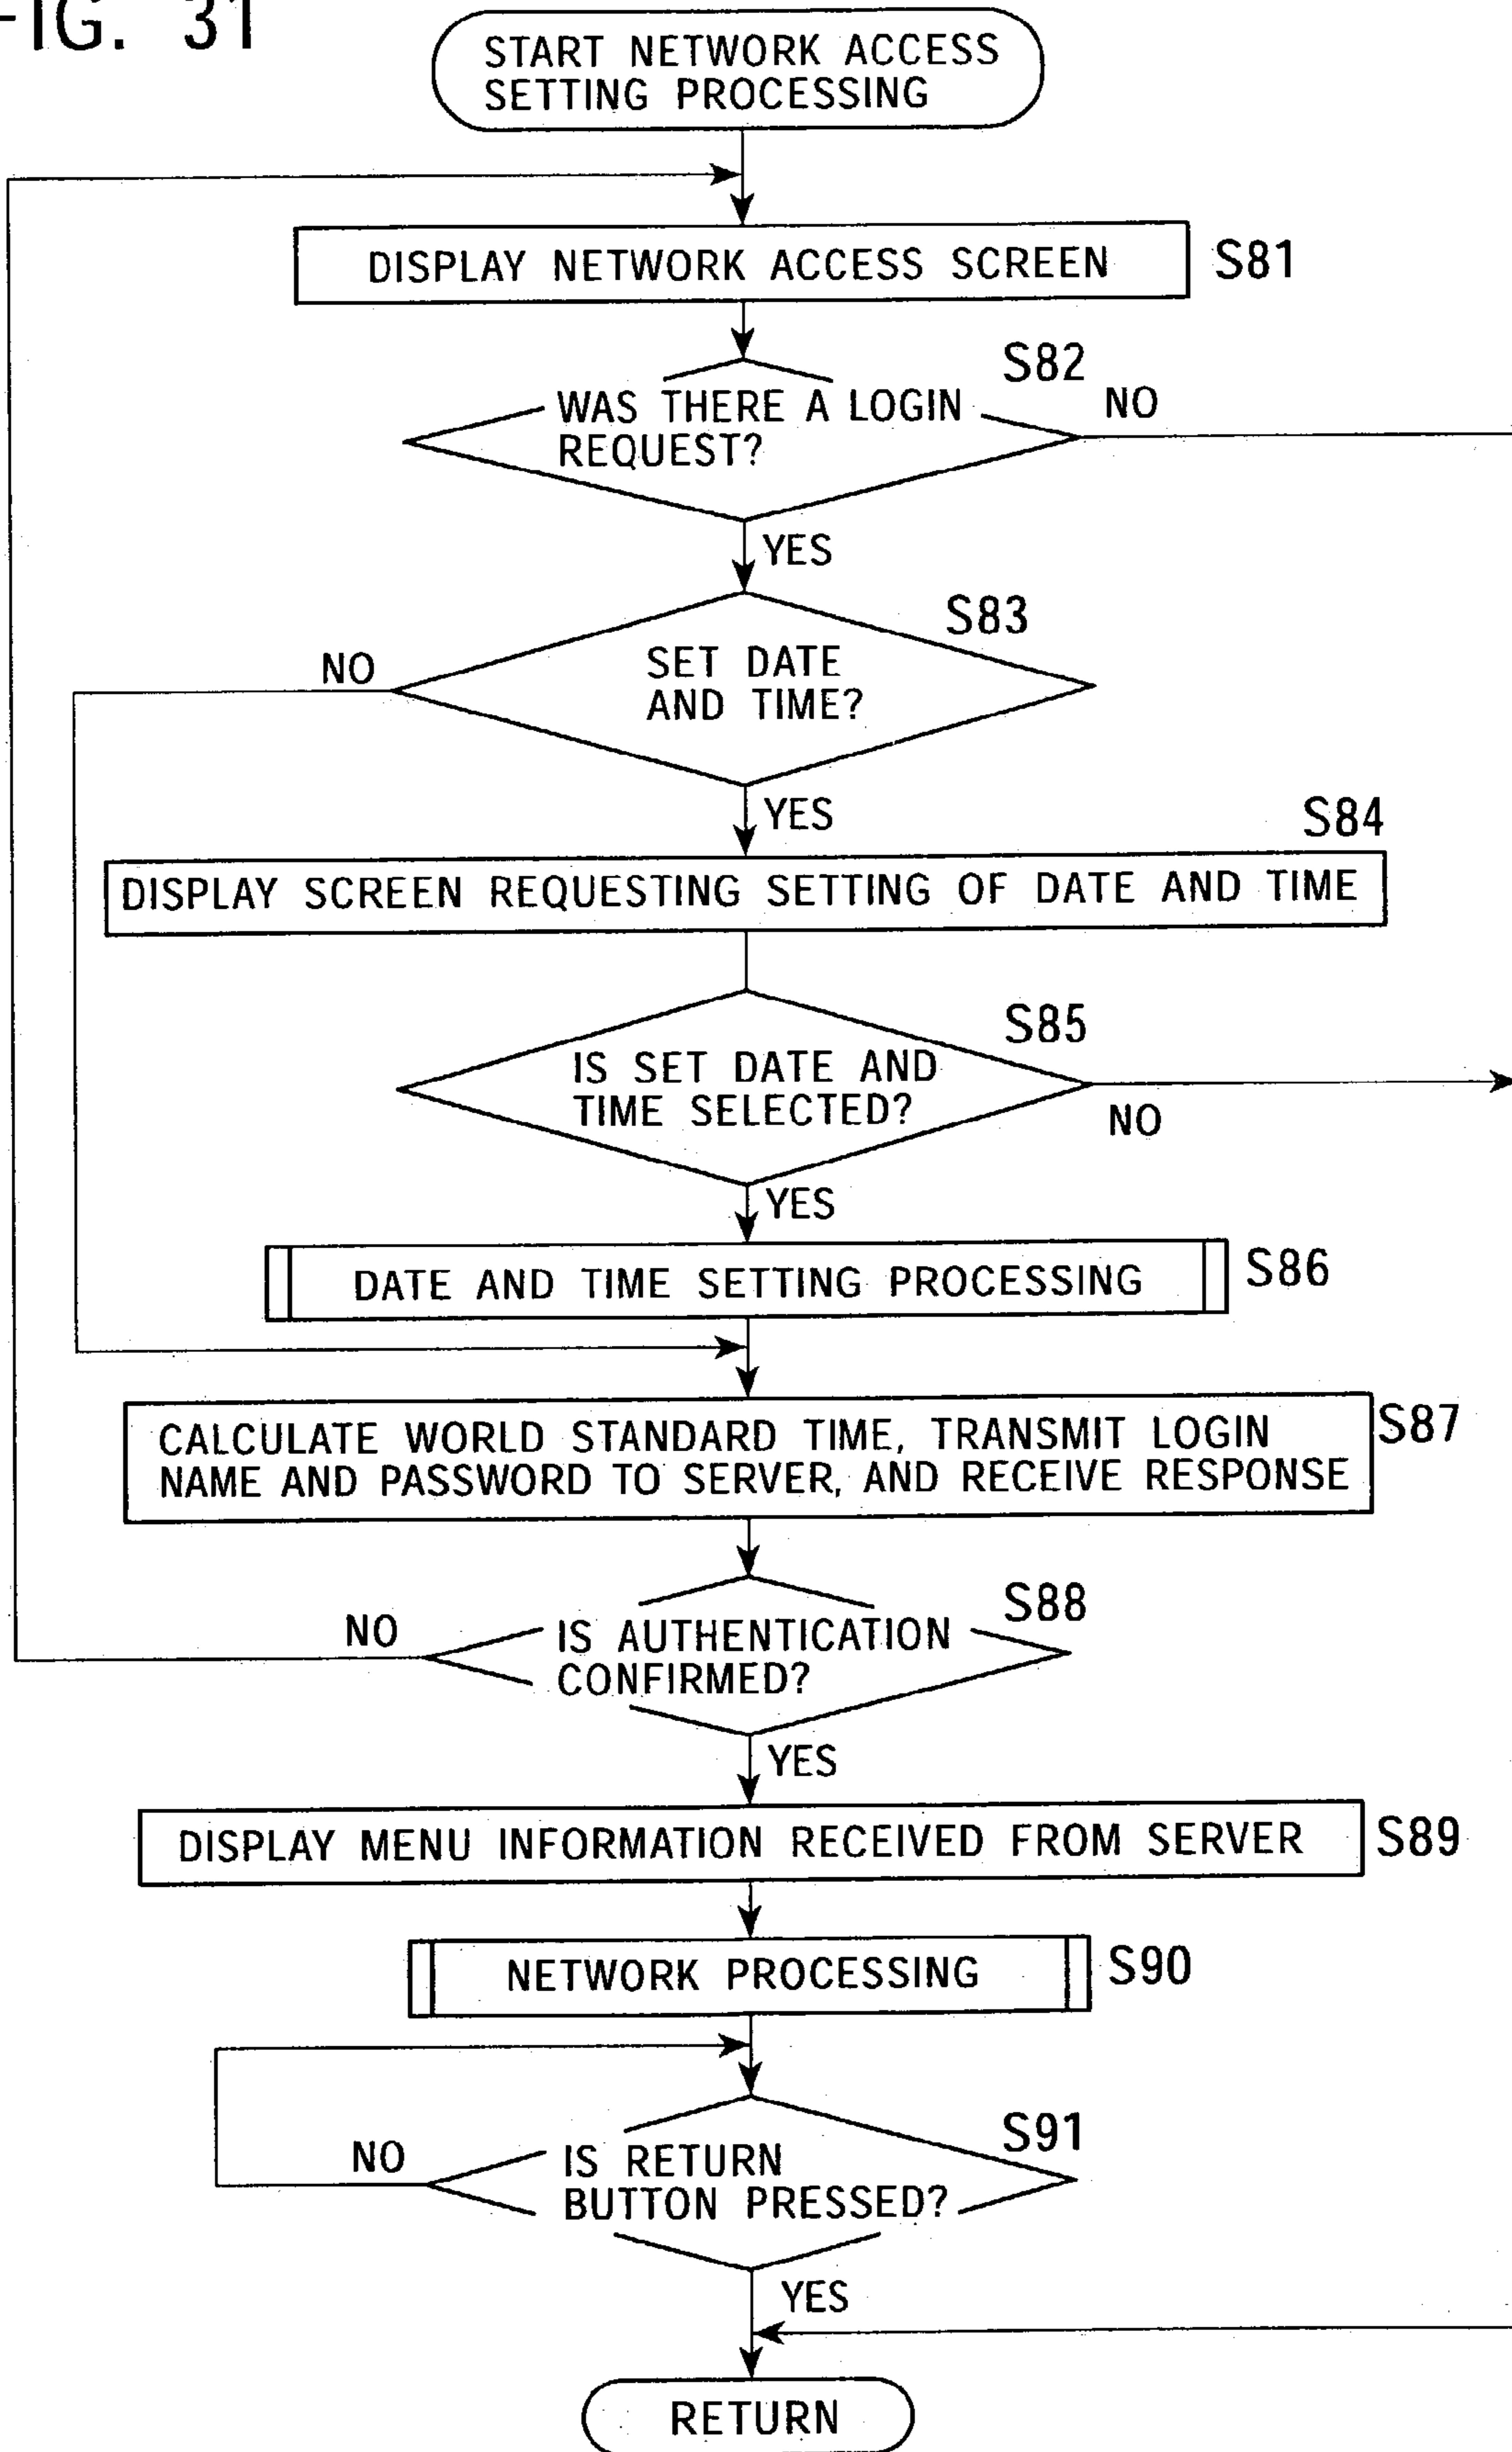 FIG. 31
START NETWORK ACCESS
SETTING PROCESSING
DISPLAY NETWORK ACCESS SCREEN
S81
S82
WAS THERE A LOGIN
REQUEST?
NO
YES
S83
SET DATE
AND TIME?
NO
YES
S84
DISPLAY SCREEN REQUESTING SETTING OF DATE AND TIME
S85
IS SET DATE AND
TIME SELECTED?
NO
YES
DATE AND TIME SETTING PROCESSING
S86
CALCULATE WORLD STANDARD TIME, TRANSMIT LOGIN
NAME AND PASSWORD TO SERVER, AND RECEIVE RESPONSE
S87
S88
IS AUTHENTICATION
CONFIRMED?
NO
YES
DISPLAY MENU INFORMATION RECEIVED FROM SERVER
S89
NETWORK PROCESSING
S90
S91
IS RETURN
BUTTON PRESSED?
NO
YES
RETURN